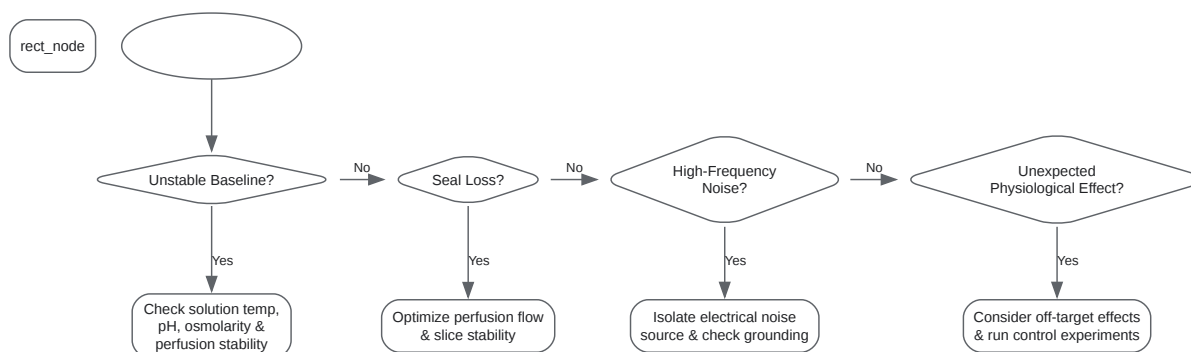 rect_node
Unstable Baseline?
No
Seal Loss?
No
High-Frequency
Noise?
No
Unexpected
Physiological Effect?
Yes
Yes
Yes
Yes
Check solution temp,
pH, osmolarity &
perfusion stability
Optimize perfusion flow
& slice stability
Isolate electrical noise
source & check grounding
Consider off-target effects
& run control experiments